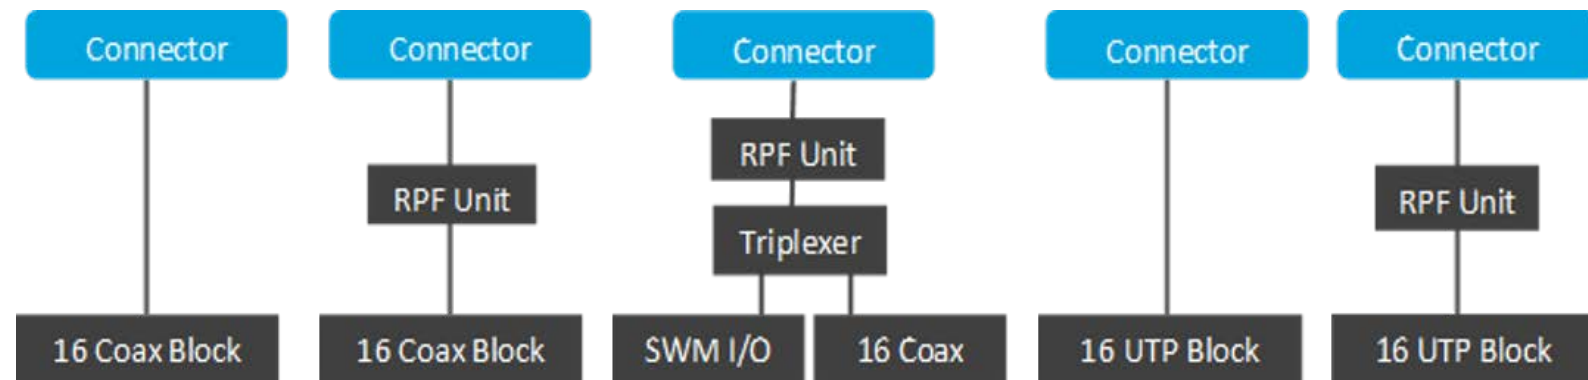 Connector
Connector
Connector
Connector
Connector
RPF Unit
RPF Unit
RPF Unit
Triplexer
16 Coax Block
16 Coax Block
SWM I/O
16 Coax
16 UTP Block
16 UTP Block